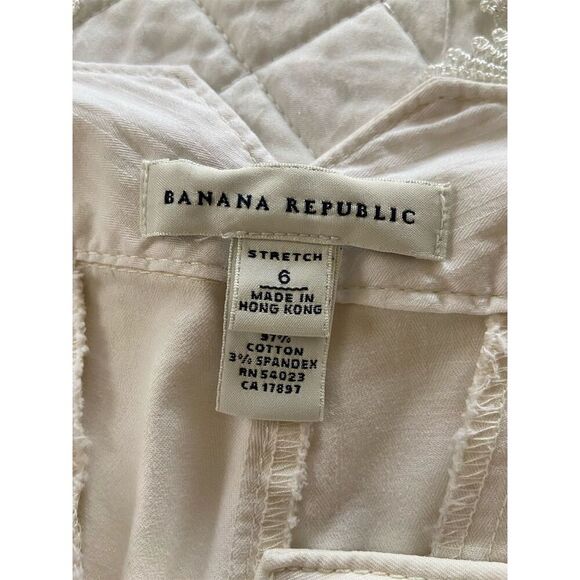 BANANA REPUBLIC
STRETCH
6
MADE IN
HONG KONG
97%
COTTON
3% SPANDEX
RN 54023
CA 17897